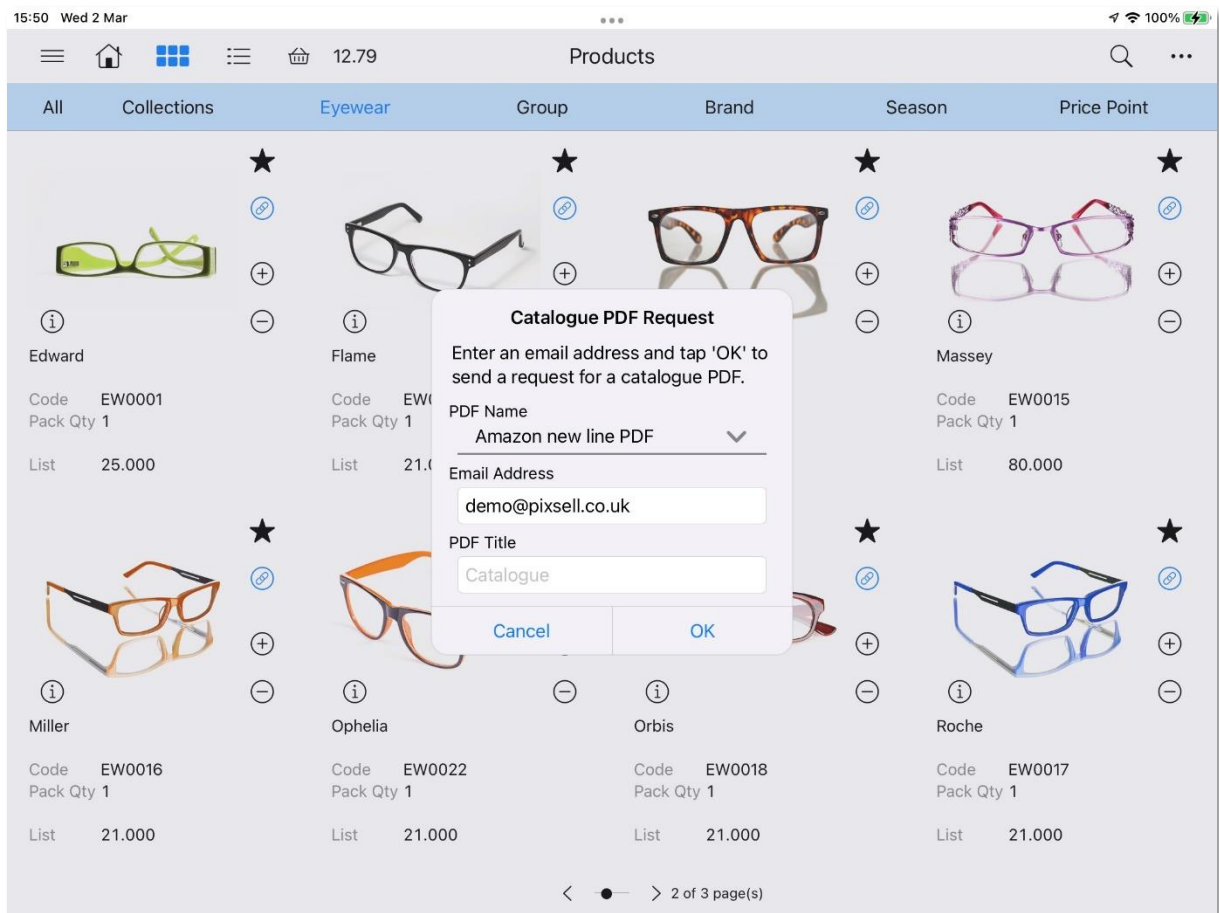 15:50 Wed 2 Mar
100%
12.79
Products
All Collections Eyewear Group Brand Season Price Point
Edward
Code EW0001
Pack Qty 1
List 25.000
Flame
Code
Pack Qty 1
List
Massey
Code EW0015
Pack Qty 1
List 80.000
Catalogue PDF Request
Enter an email address and tap 'OK' to
send a request for a catalogue PDF.
PDF Name
Amazon new line PDF
Email Address
demo@pixsell.co.uk
PDF Title
Catalogue
Cancel OK
Miller
Code EW0016
Pack Qty 1
List 21.000
Ophelia
Code EW0022
Pack Qty 1
List 21.000
Orbis
Code EW0018
Pack Qty 1
List 21.000
Roche
Code EW0017
Pack Qty 1
List 21.000
2 of 3 page(s)